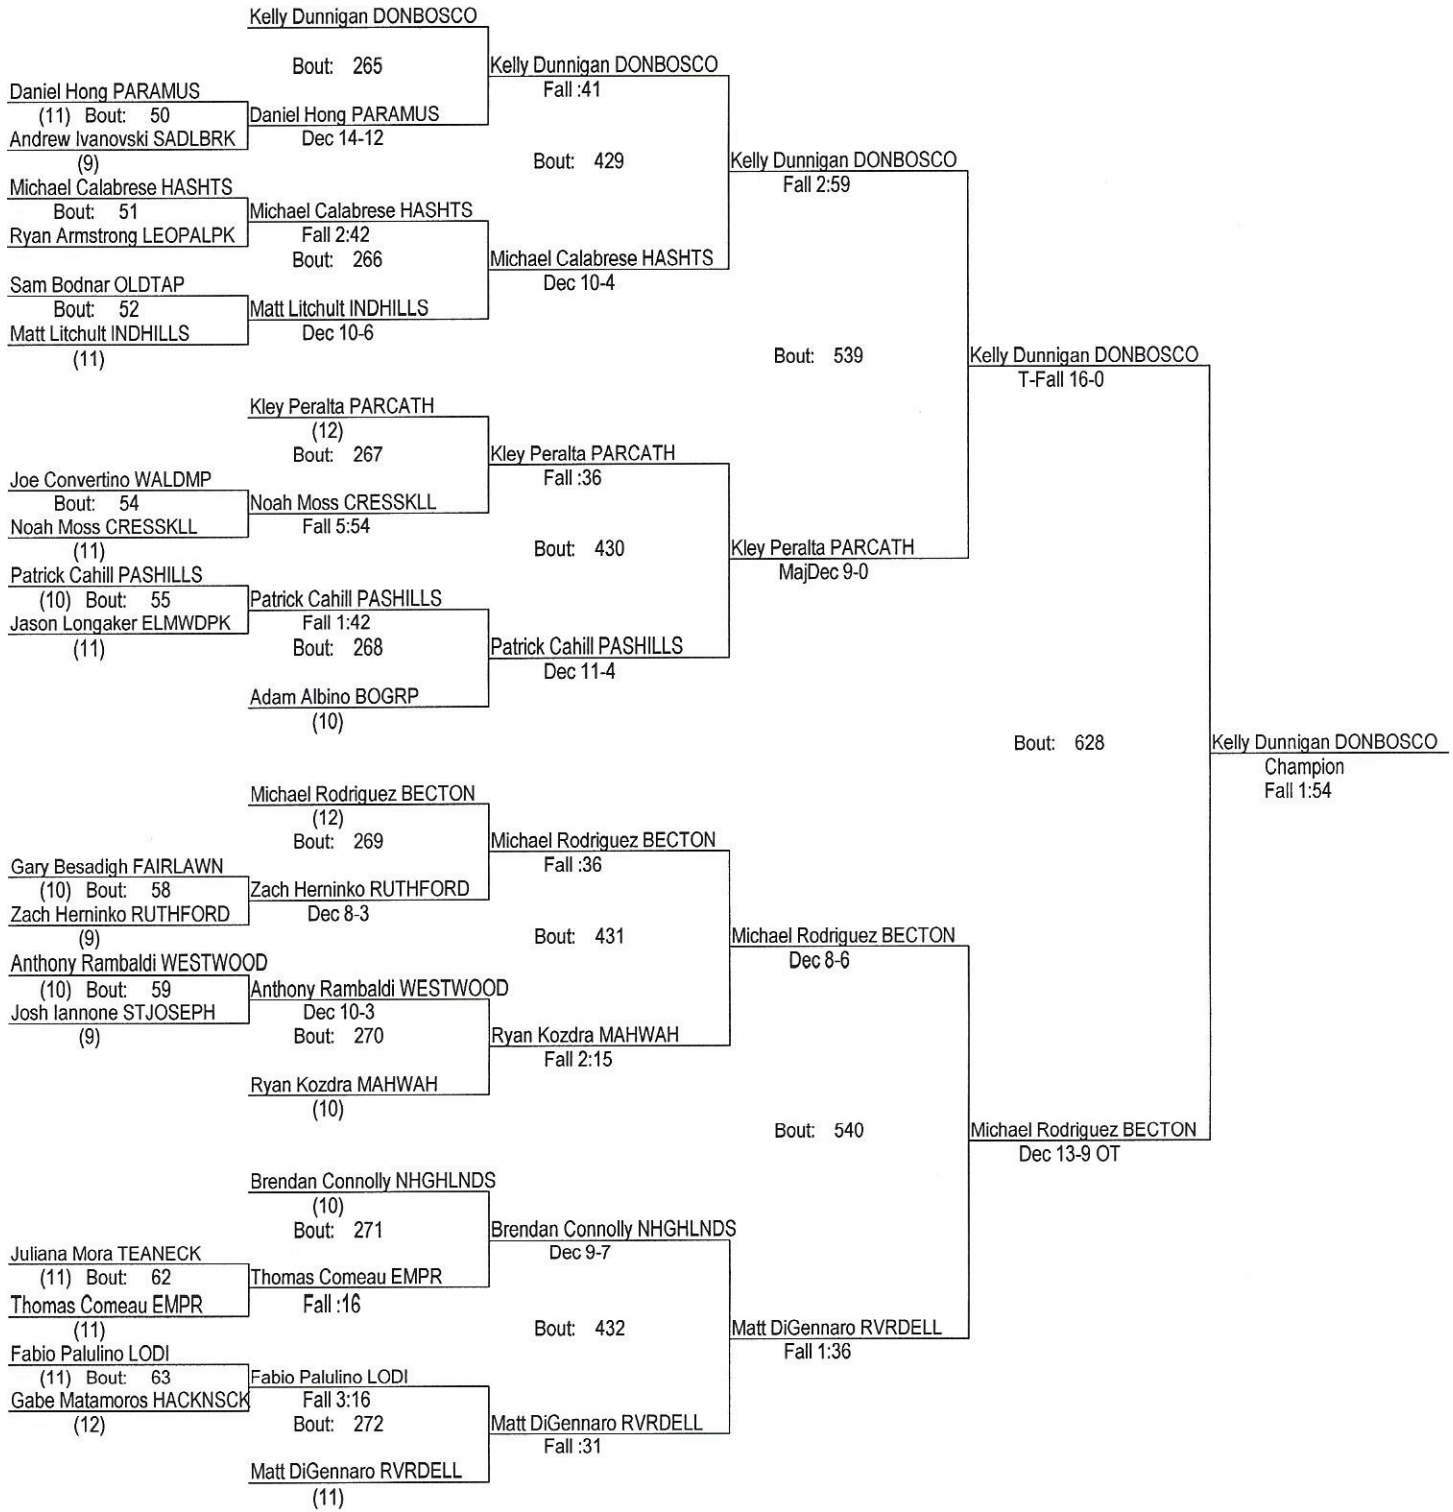 Kelly Dunnigan DONBOSCO
Bout: 265
Daniel Hong PARAMUS
(11) Bout: 50
Andrew Ivanovski SADLBRK
(9)
Daniel Hong PARAMUS
Dec 14-12
Kelly Dunnigan DONBOSCO
Fall :41
Bout: 429
Michael Calabrese HASHTS
Bout: 51
Ryan Armstrong LEOPALPK
Michael Calabrese HASHTS
Fall 2:42
Bout: 266
Sam Bodnar OLDTAP
Bout: 52
Matt Litchult INDHILLS
(11)
Matt Litchult INDHILLS
Dec 10-6
Michael Calabrese HASHTS
Dec 10-4
Kelly Dunnigan DONBOSCO
Fall 2:59
Bout: 539
Kley Peralta PARCATH
(12)
Bout: 267
Joe Convertino WALDMP
Bout: 54
Noah Moss CRESSKLL
(11)
Noah Moss CRESSKLL
Fall 5:54
Kley Peralta PARCATH
Fall :36
Bout: 430
Patrick Cahill PASHILLS
(10) Bout: 55
Jason Longaker ELMWDPK
(11)
Patrick Cahill PASHILLS
Fall 1:42
Bout: 268
Adam Albino BOGRP
(10)
Patrick Cahill PASHILLS
Dec 11-4
Kley Peralta PARCATH
MajDec 9-0
Kelly Dunnigan DONBOSCO
T-Fall 16-0
Bout: 628
Kelly Dunnigan DONBOSCO
Champion
Fall 1:54
Michael Rodriguez BECTON
(12)
Bout: 269
Gary Besadigh FAIRLAWN
(10) Bout: 58
Zach Herninko RUTHFORD
(9)
Zach Herninko RUTHFORD
Dec 8-3
Michael Rodriguez BECTON
Fall :36
Bout: 431
Anthony Rambaldi WESTWOOD
(10) Bout: 59
Josh Iannone STJOSEPH
(9)
Anthony Rambaldi WESTWOOD
Dec 10-3
Bout: 270
Ryan Kozdra MAHWAH
(10)
Ryan Kozdra MAHWAH
Fall 2:15
Michael Rodriguez BECTON
Dec 8-6
Bout: 540
Michael Rodriguez BECTON
Dec 13-9 OT
Brendan Connolly NHGHLNDS
(10)
Bout: 271
Juliana Mora TEANECK
(11) Bout: 62
Thomas Comeau EMPR
(11)
Thomas Comeau EMPR
Fall :16
Brendan Connolly NHGHLNDS
Dec 9-7
Bout: 432
Fabio Palulino LODI
(11) Bout: 63
Gabe Matamoros HACKNSCK
(12)
Fabio Palulino LODI
Fall 3:16
Bout: 272
Matt DiGennaro RVRDELL
(11)
Matt DiGennaro RVRDELL
Fall :31
Matt DiGennaro RVRDELL
Fall 1:36